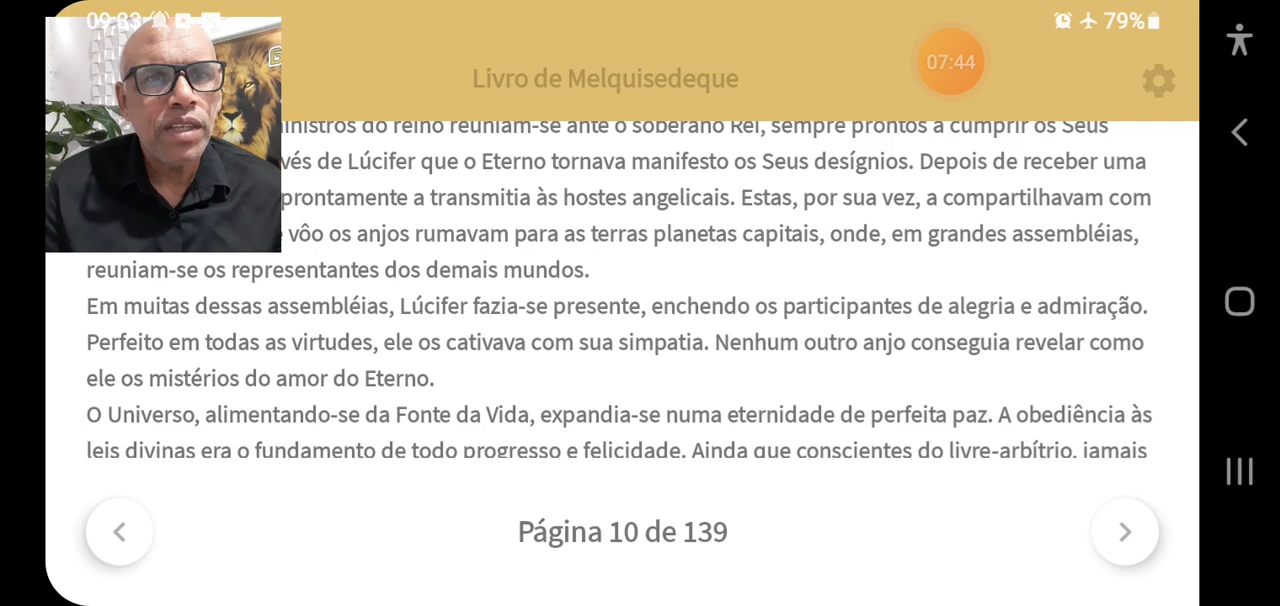 09:33
79%
Livro de Melquisedeque
07:44
ministros do reino reuniam-se ante o soberano Rei, sempre prontos a cumprir os Seus
vés de Lúcifer que o Eterno tornava manifesto os Seus desígnios. Depois de receber uma
prontamente a transmitia às hostes angelicais. Estas, por sua vez, a compartilhavam com
vôo os anjos rumavam para as terras planetas capitais, onde, em grandes assembléias,
reuniam-se os representantes dos demais mundos.
Em muitas dessas assembléias, Lúcifer fazia-se presente, enchendo os participantes de alegria e admiração.
Perfeito em todas as virtudes, ele os cativava com sua simpatia. Nenhum outro anjo conseguia revelar como
ele os mistérios do amor do Eterno.
O Universo, alimentando-se da Fonte da Vida, expandia-se numa eternidade de perfeita paz. A obediência às
leis divinas era o fundamento de todo progresso e felicidade. Ainda que conscientes do livre-arbítrio, jamais
Página 10 de 139